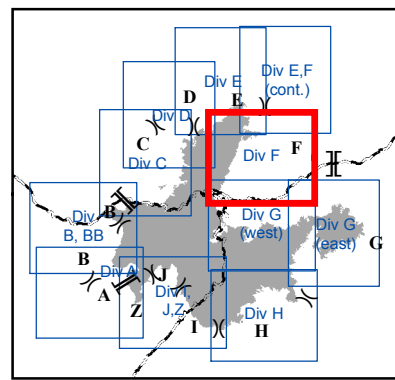 Div E
Div E,F
(cont.)
D
E
Div D
C
F
Div F
Div C
B
Div
B, BB
Div G
(west)
Div G
(east)
G
B
Div A
J
A
Z
Div I,
J,Z
I
Div H
H